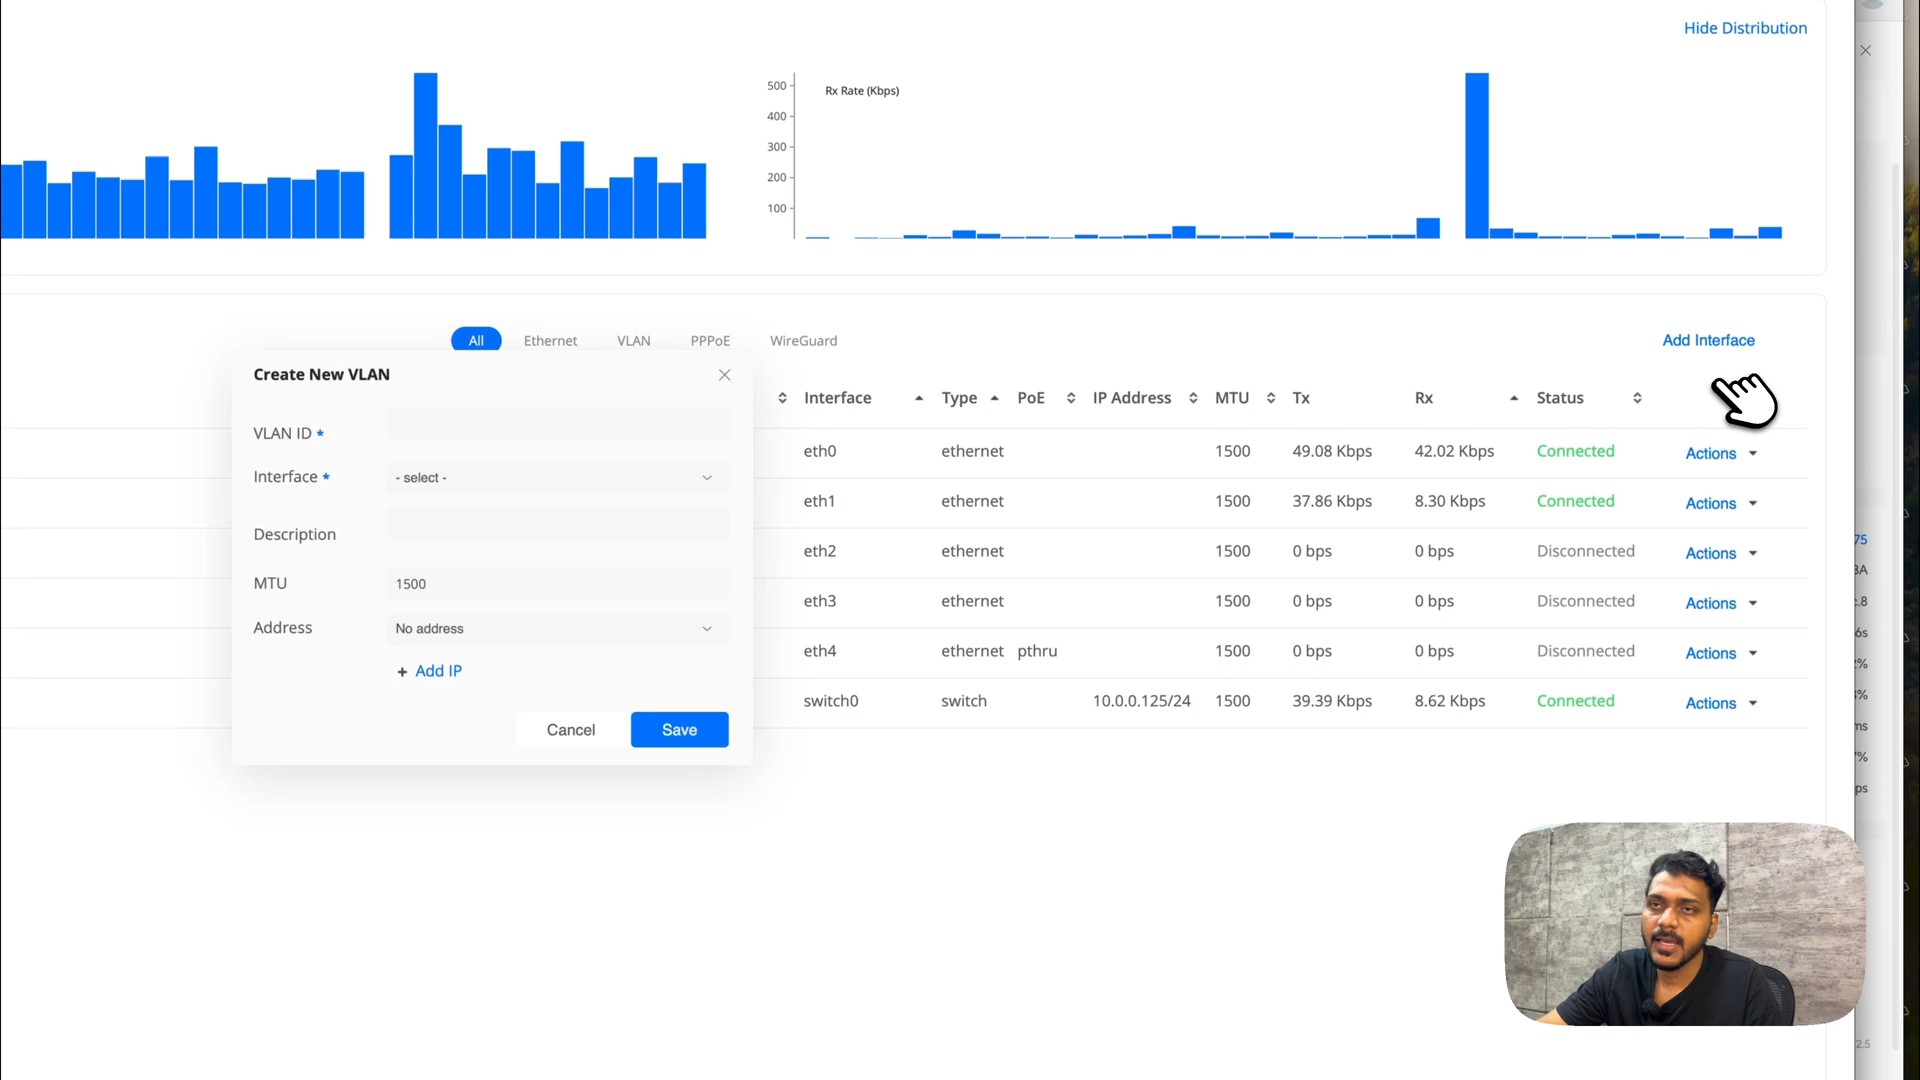 Hide Distribution
500
400
300
200
100
Rx Rate (Kbps)
All Ethernet VLAN PPPoE WireGuard
Add Interface
Create New VLAN
VLAN ID *
Interface * - select -
Description
MTU 1500
Address No address
+ Add IP
Cancel Save
Interface Type PoE IP Address MTU Tx Rx Status
eth0 ethernet 1500 49.08 Kbps 42.02 Kbps Connected Actions
eth1 ethernet 1500 37.86 Kbps 8.30 Kbps Connected Actions
eth2 ethernet 1500 0 bps 0 bps Disconnected Actions
eth3 ethernet 1500 0 bps 0 bps Disconnected Actions
eth4 ethernet pthru 1500 0 bps 0 bps Disconnected Actions
switch0 switch 10.0.0.125/24 1500 39.39 Kbps 8.62 Kbps Connected Actions
75
2.5